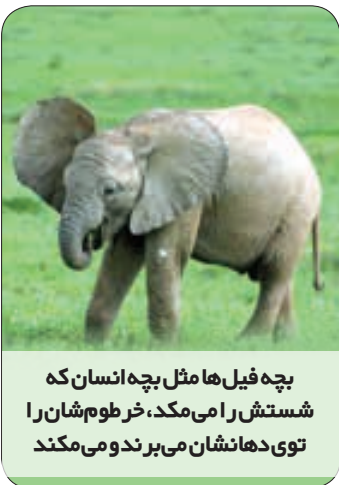 بچه فیل‌ها مثل بچه انسان که
شستش را می‌مکد، خرطوم‌شان را
توی دهانشان می‌برند و می‌مکند